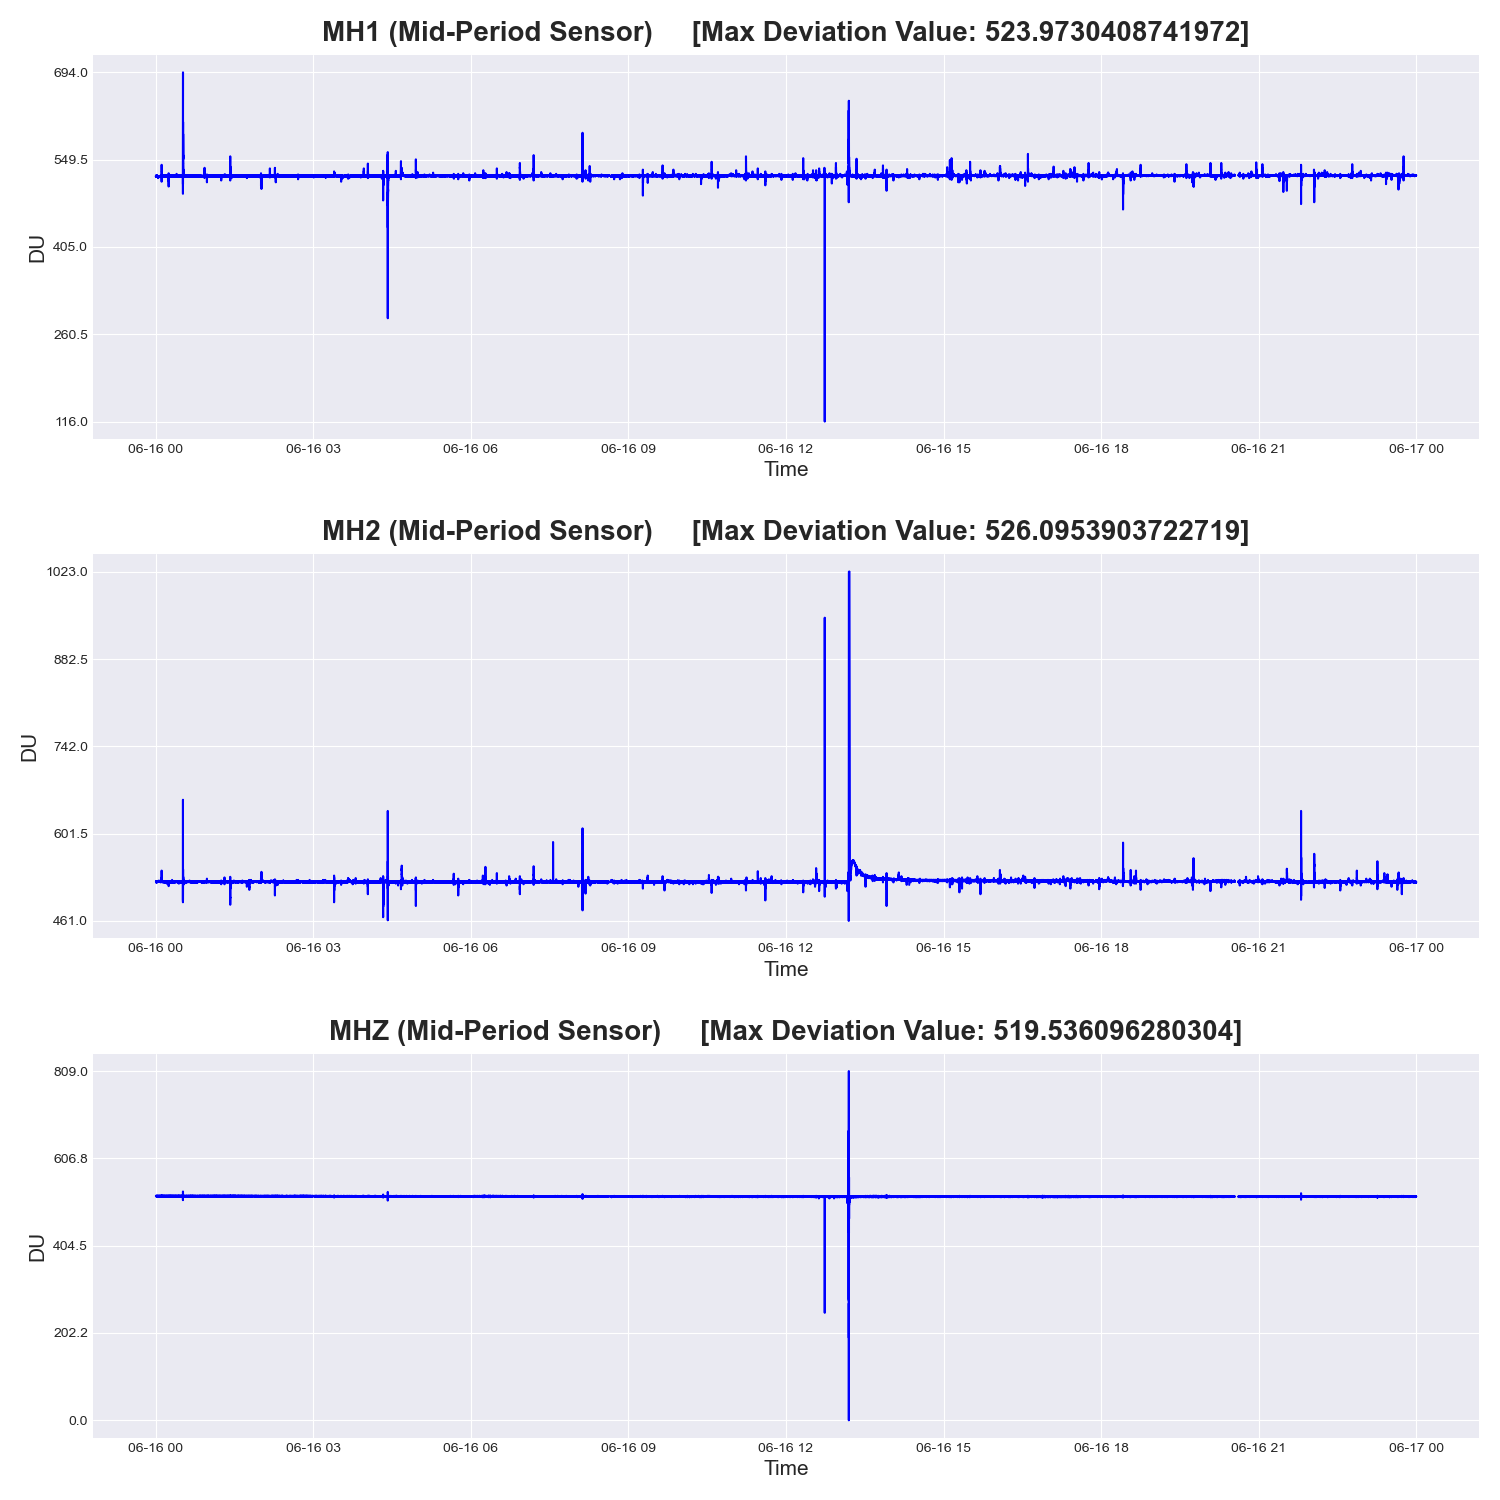 MH1 (Mid-Period Sensor) [Max Deviation Value: 523.9730408741972]
694.0
549.5
405.0
260.5
116.0
DU
06-16 00 06-16 03 06-16 06 06-16 09 06-16 12 06-16 15 06-16 18 06-16 21 06-17 00
Time
MH2 (Mid-Period Sensor) [Max Deviation Value: 526.0953903722719]
1023.0
882.5
742.0
601.5
461.0
DU
06-16 00 06-16 03 06-16 06 06-16 09 06-16 12 06-16 15 06-16 18 06-16 21 06-17 00
Time
MHZ (Mid-Period Sensor) [Max Deviation Value: 519.536096280304]
809.0
606.8
404.5
202.2
0.0
DU
06-16 00 06-16 03 06-16 06 06-16 09 06-16 12 06-16 15 06-16 18 06-16 21 06-17 00
Time